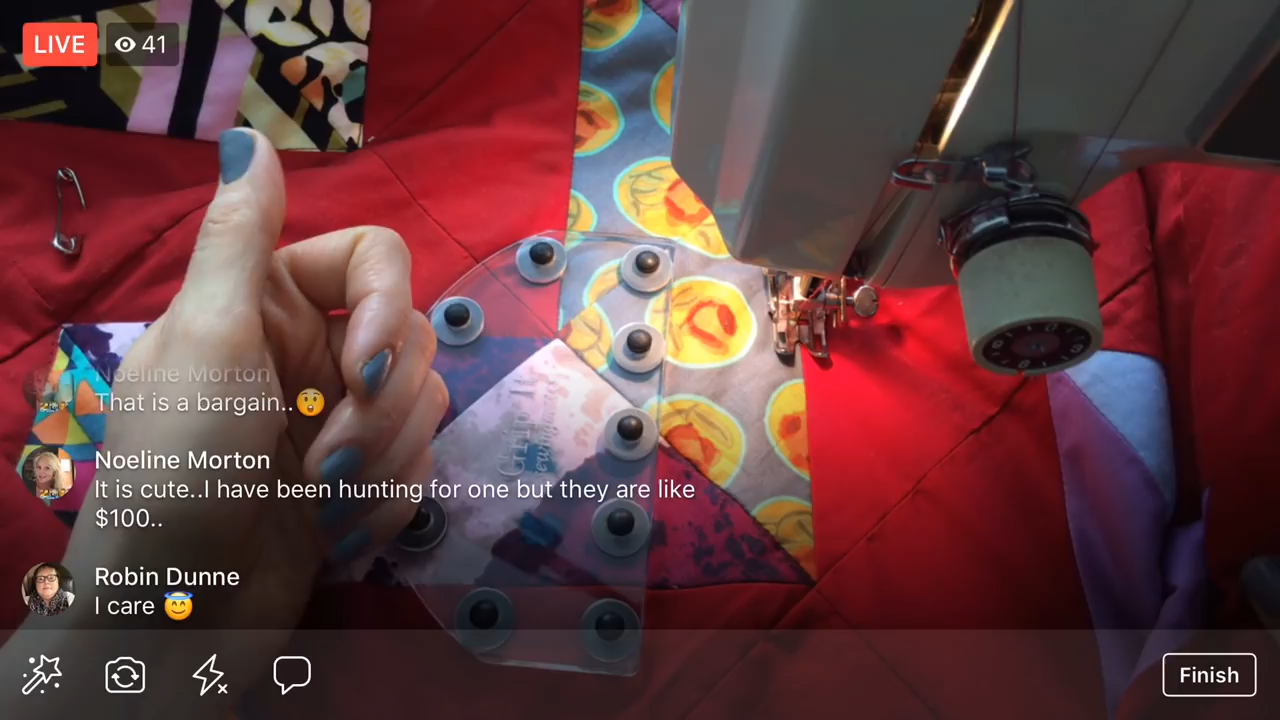 LIVE
41
Noeline Morton
That is a bargain..😲
Noeline Morton
It is cute..I have been hunting for one but they are like
$100..
Robin Dunne
I care 😇
Finish